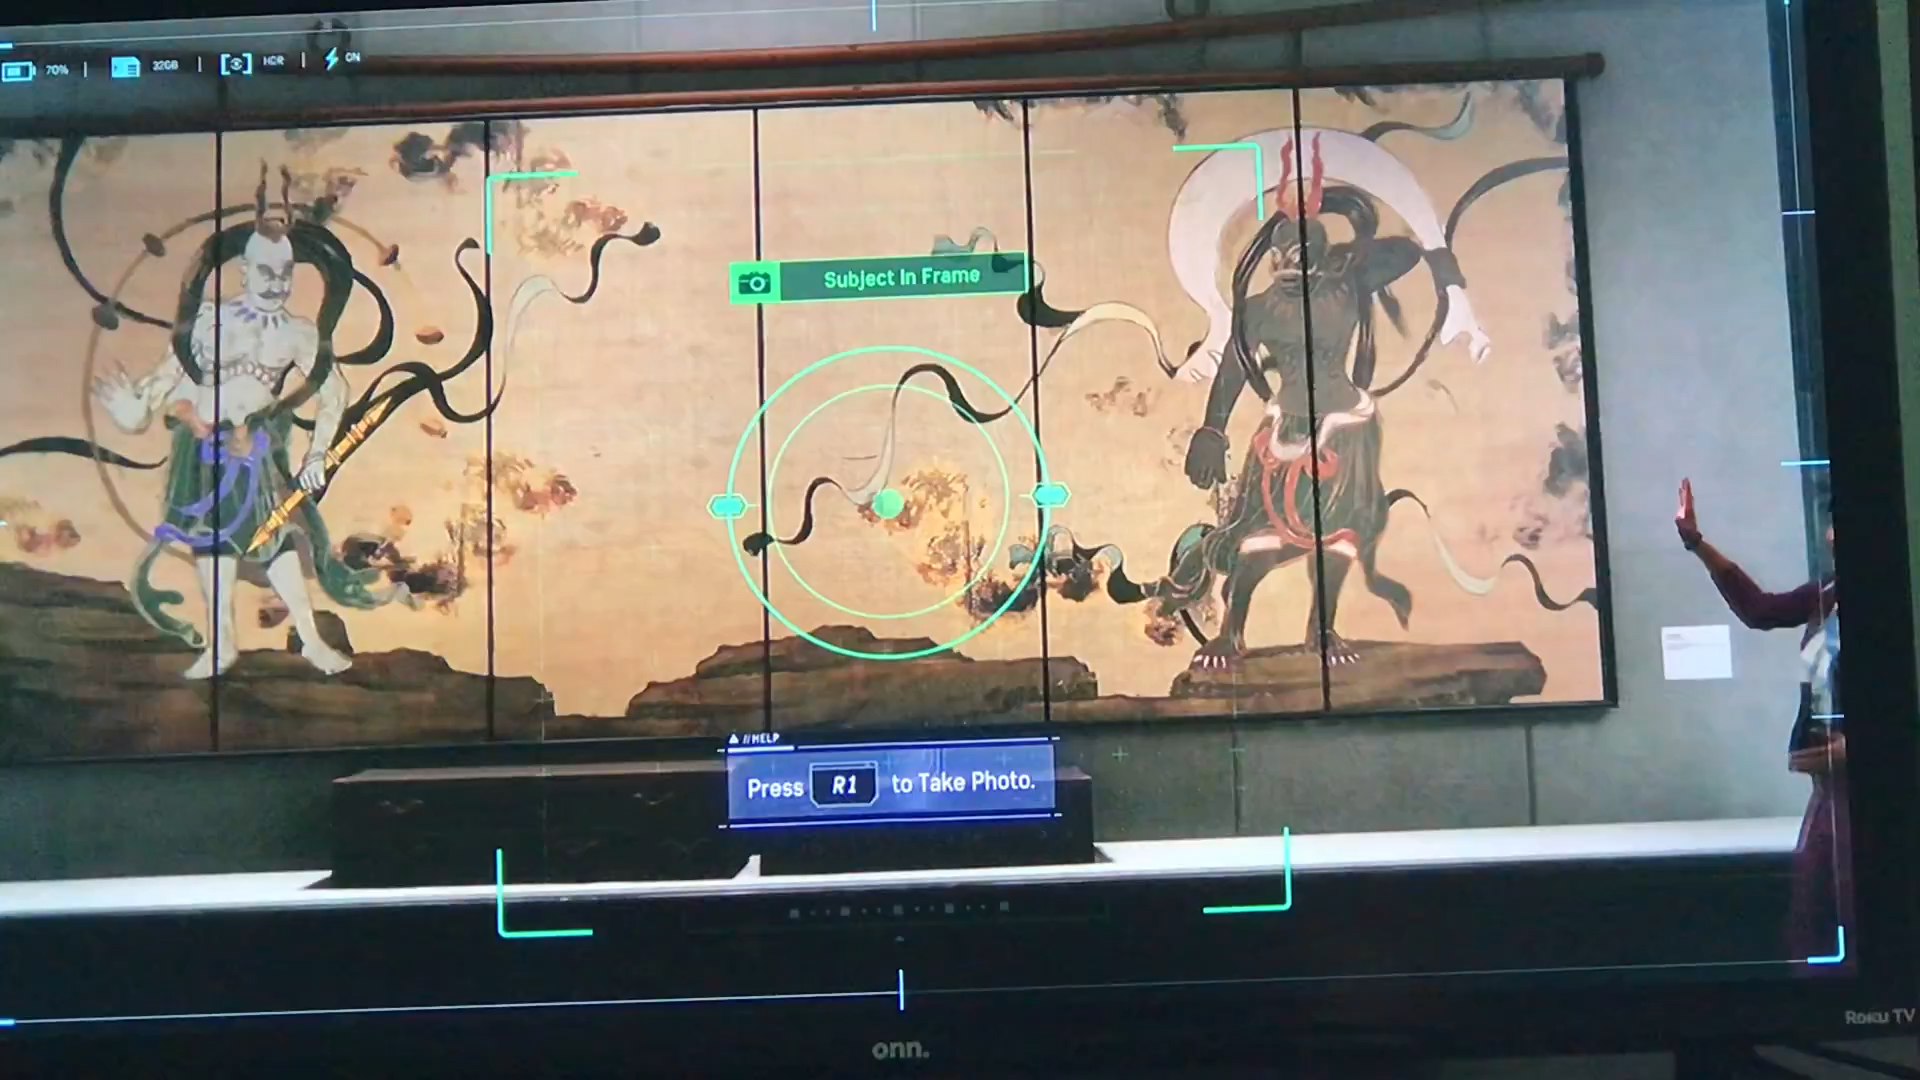 70% | 32GB | HDR | ON
Subject In Frame
//HELP
Press R1 to Take Photo.
onn.
Roku TV